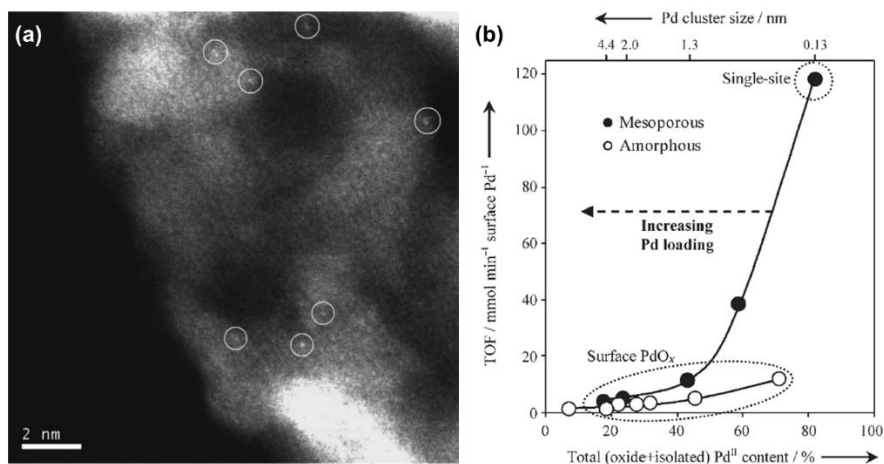 (a)
2 nm
(b)
Pd cluster size / nm
4.4 2.0 1.3 0.13
120
100
80
60
40
20
0
TOF / mmol min⁻¹ surface Pd⁻¹
Single-site
Mesoporous
Amorphous
Increasing
Pd loading
Surface PdOₓ
0 20 40 60 80 100
Total (oxide+isolated) Pdᴵᴵ content / %